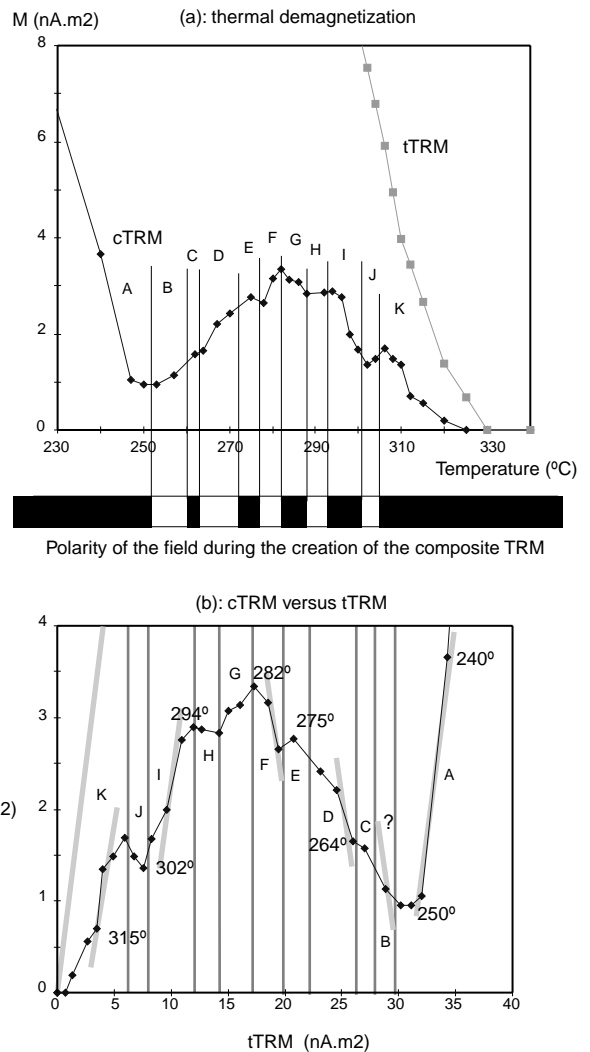 M (nA.m2)
(a): thermal demagnetization
8
6
4
2
0
tTRM
cTRM
A
B
C
D
E
F
G
H
I
J
K
230
250
270
290
310
330
Temperature (ºC)
Polarity of the field during the creation of the composite TRM
(b): cTRM versus tTRM
4
3
2
1
0
2)
K
J
I
294º
H
G
282º
F
E
275º
D
264º
C
?
B
A
240º
250º
302º
315º
0
5
10
15
20
25
30
35
40
tTRM (nA.m2)